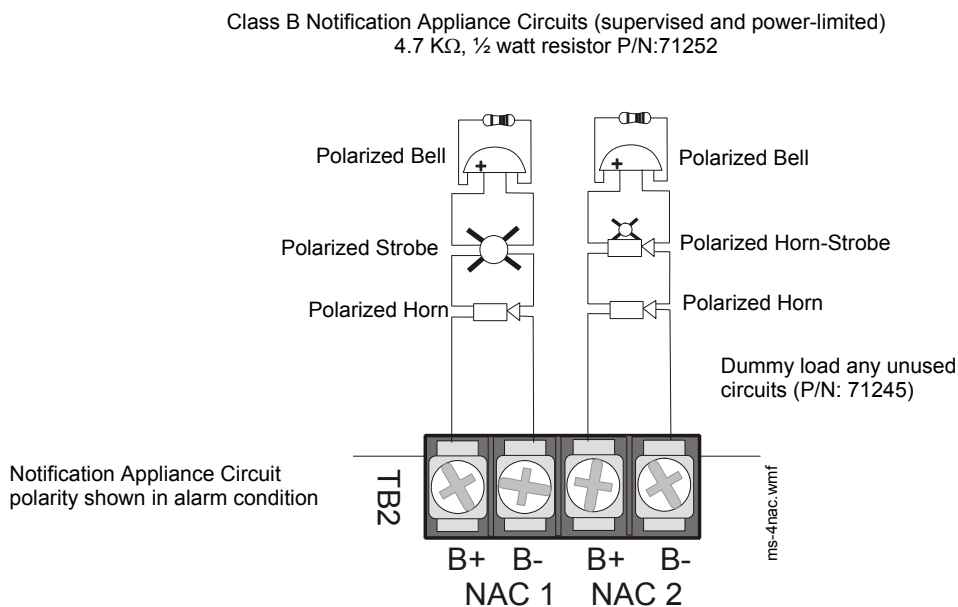 Class B Notification Appliance Circuits (supervised and power-limited)
4.7 KΩ, ½ watt resistor P/N:71252
Polarized Bell
+
+
Polarized Bell
Polarized Strobe
Polarized Horn-Strobe
Polarized Horn
Polarized Horn
Dummy load any unused
circuits (P/N: 71245)
Notification Appliance Circuit
polarity shown in alarm condition
TB2
ms-4nac.wmf
B+ B- B+ B-
NAC 1 NAC 2